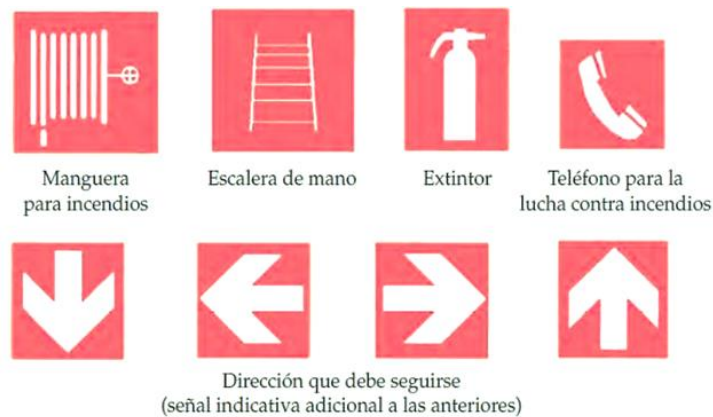 Manguera
para incendios
Escalera de mano
Extintor
Teléfono para la
lucha contra incendios
Dirección que debe seguirse
(señal indicativa adicional a las anteriores)